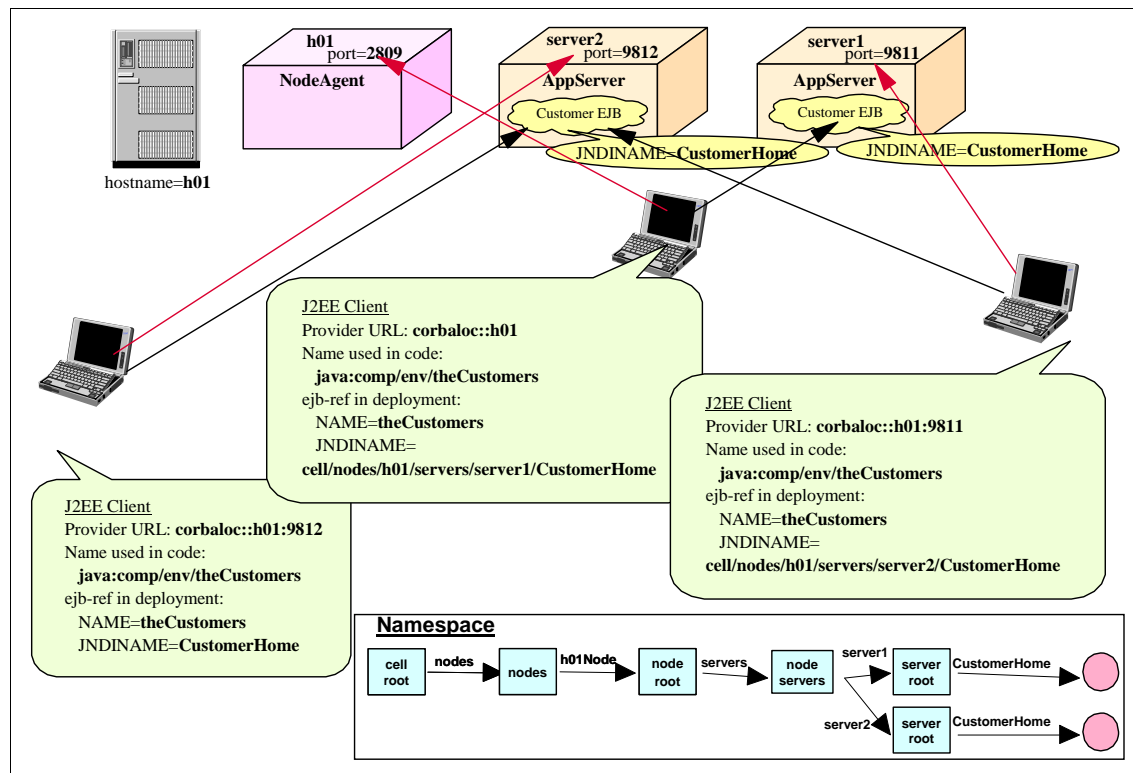 h01
port=2809
NodeAgent
server2
port=9812
AppServer
Customer EJB
JNDINAME=CustomerHome
server1
port=9811
AppServer
Customer EJB
JNDINAME=CustomerHome
hostname=h01
J2EE Client
Provider URL: corbaloc::h01
Name used in code:
java:comp/env/theCustomers
ejb-ref in deployment:
NAME=theCustomers
JNDINAME=
cell/nodes/h01/servers/server1/CustomerHome
J2EE Client
Provider URL: corbaloc::h01:9811
Name used in code:
java:comp/env/theCustomers
ejb-ref in deployment:
NAME=theCustomers
JNDINAME=
cell/nodes/h01/servers/server2/CustomerHome
J2EE Client
Provider URL: corbaloc::h01:9812
Name used in code:
java:comp/env/theCustomers
ejb-ref in deployment:
NAME=theCustomers
JNDINAME=CustomerHome
Namespace
cell
root
nodes
nodes
h01Node
node
root
servers
node
servers
server1
server
root
CustomerHome
server2
server
root
CustomerHome